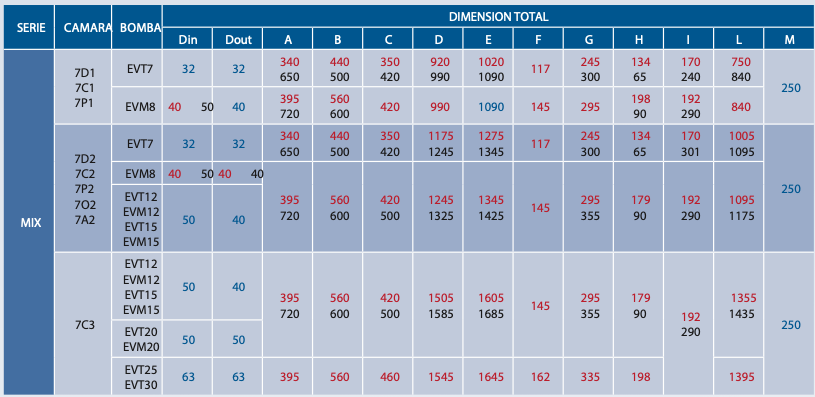 SERIE CAMARA BOMBA DIMENSION TOTAL
Din Dout A B C D E F G H I L M
MIX
7D1
7C1
7P1
EVT7 32 32 340 440 350 920 1020 117 245 134 170 750 250
650 500 420 990 1090 300 65 240 840
EVM8 40 50 40 395 560 420 990 1090 145 295 198 192 840
720 600 90 290
7D2
7C2
7P2
7O2
7A2
EVT7 32 32 340 440 350 1175 1275 117 245 134 170 1005 250
650 500 420 1245 1345 300 65 301 1095
EVM8 40 50 40 40
EVT12
EVM12
EVT15
EVM15
50 40 395 560 420 1245 1345 145 295 179 192 1095
720 600 500 1325 1425 355 90 290 1175
7C3
EVT12
EVM12
EVT15
EVM15
50 40 395 560 420 1505 1605 145 295 179 192 1355 250
720 600 500 1585 1685 355 90 290 1435
EVT20
EVM20
50 50
EVT25
EVT30
63 63 395 560 460 1545 1645 162 335 198 1395